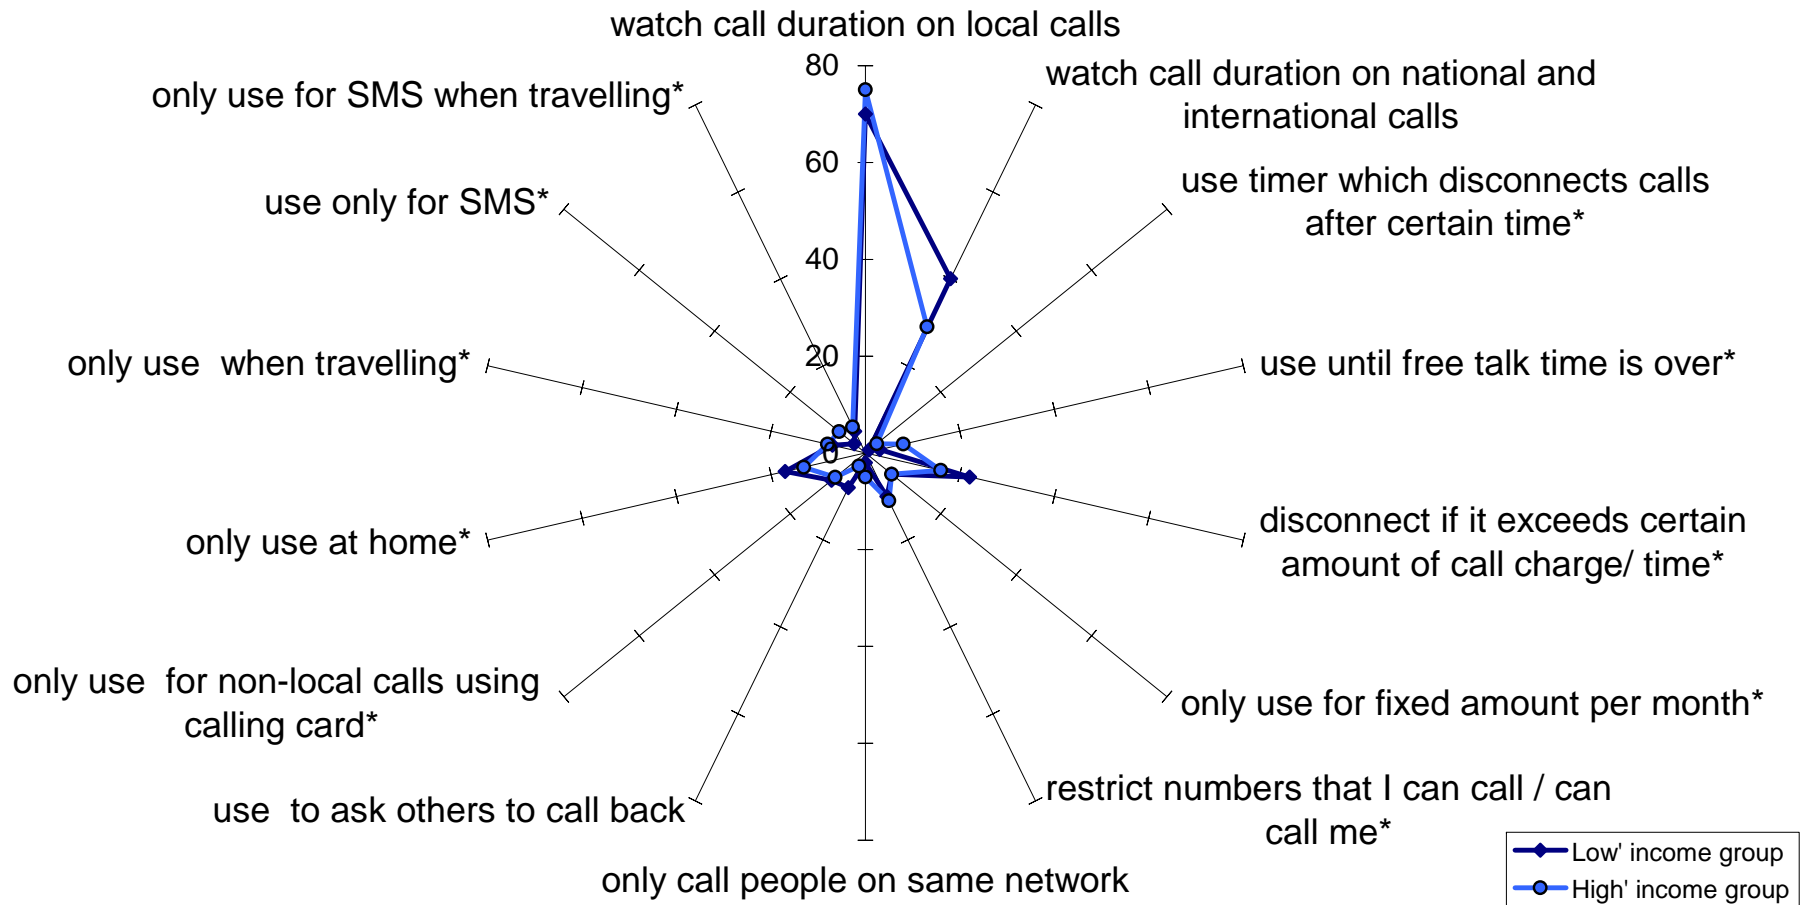 watch call duration on local calls
80
watch call duration on national and
international calls
only use for SMS when travelling*
60
use timer which disconnects calls
after certain time*
use only for SMS*
40
20
use until free talk time is over*
only use  when travelling*
0
disconnect if it exceeds certain
amount of call charge/ time*
only use at home*
only use for fixed amount per month*
only use  for non-local calls using
calling card*
restrict numbers that I can call / can
call me*
use  to ask others to call back
only call people on same network
Low' income group
High' income group